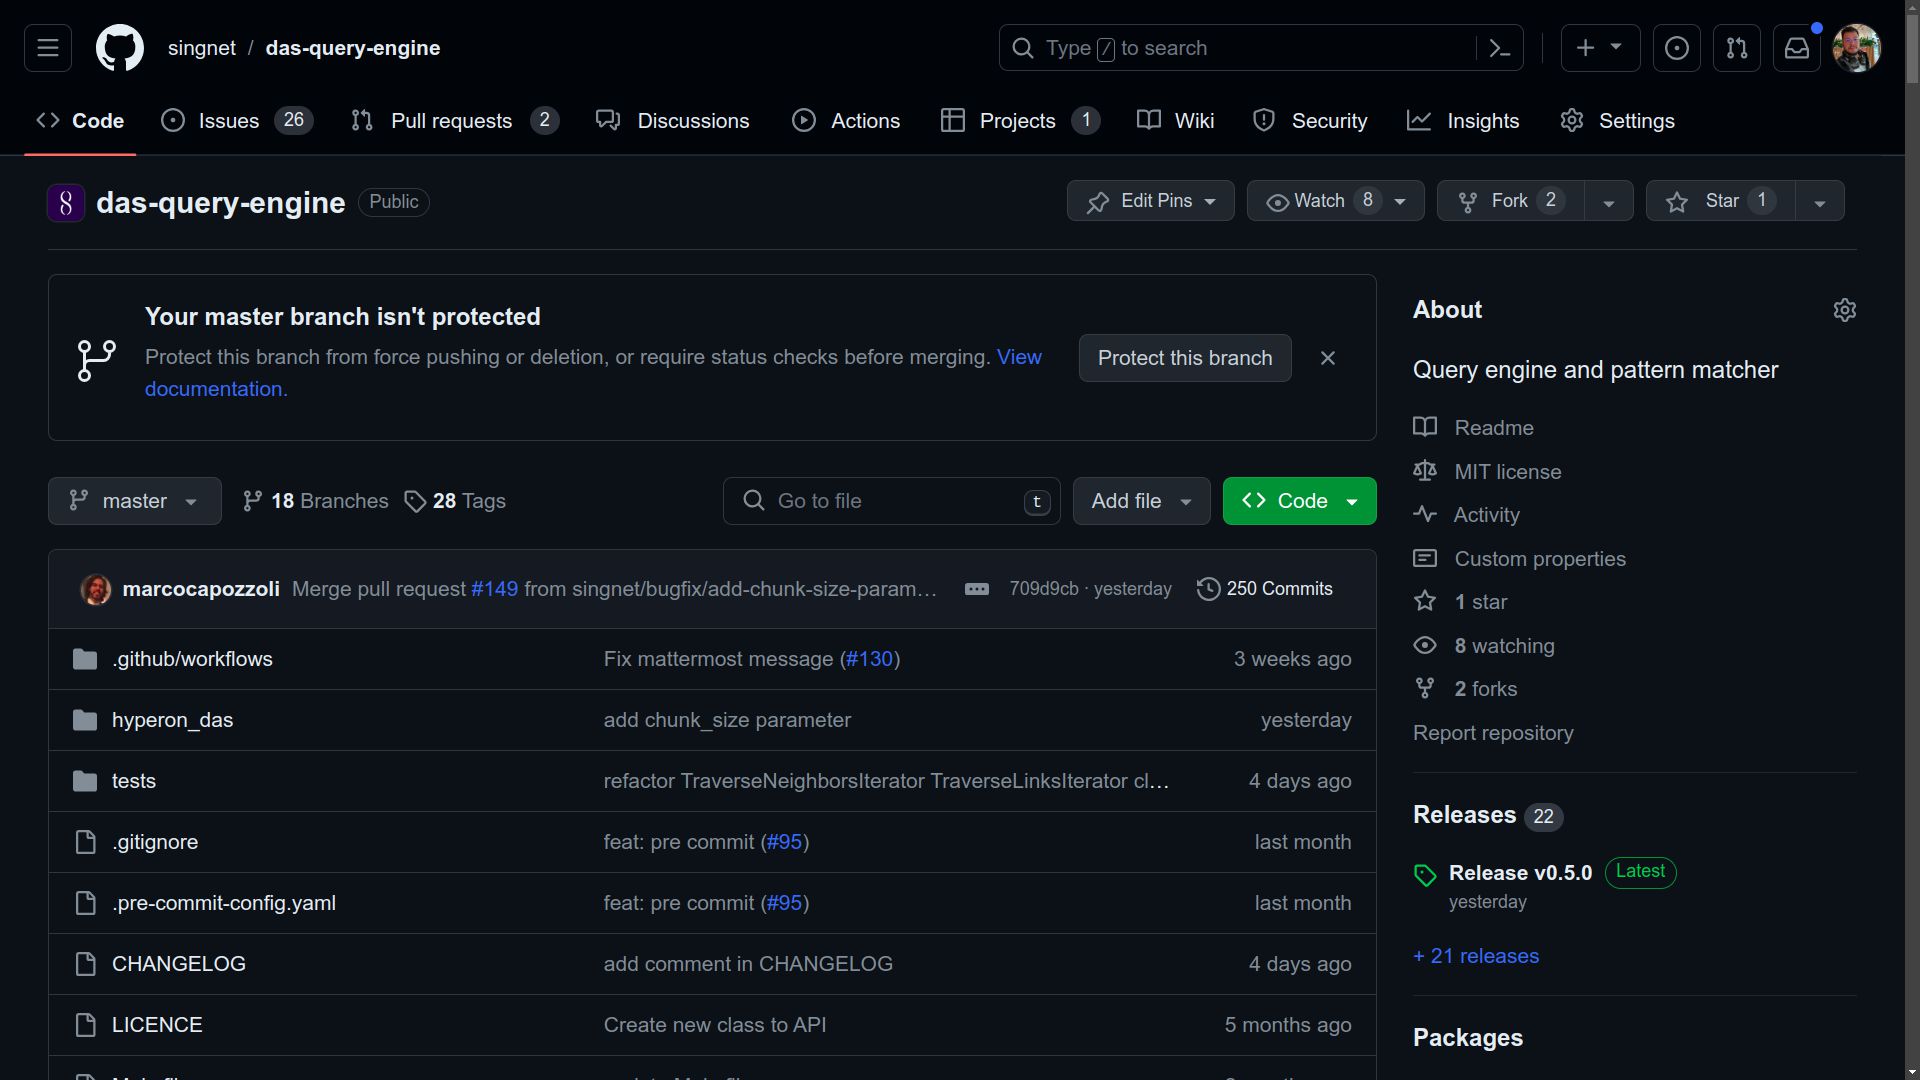 singnet / das-query-engine
Type / to search
Code
Issues 26
Pull requests 2
Discussions
Actions
Projects 1
Wiki
Security
Insights
Settings
das-query-engine Public
Edit Pins
Watch 8
Fork 2
Star 1
Your master branch isn't protected
Protect this branch from force pushing or deletion, or require status checks before merging. View
documentation.
Protect this branch
master
18 Branches
28 Tags
Go to file t
Add file
Code
marcocapozzoli Merge pull request #149 from singnet/bugfix/add-chunk-size-param… 709d9cb · yesterday 250 Commits
.github/workflows Fix mattermost message (#130) 3 weeks ago
hyperon_das add chunk_size parameter yesterday
tests refactor TraverseNeighborsIterator TraverseLinksIterator cl… 4 days ago
.gitignore feat: pre commit (#95) last month
.pre-commit-config.yaml feat: pre commit (#95) last month
CHANGELOG add comment in CHANGELOG 4 days ago
LICENCE Create new class to API 5 months ago
About
Query engine and pattern matcher
Readme
MIT license
Activity
Custom properties
1 star
8 watching
2 forks
Report repository
Releases 22
Release v0.5.0 Latest
yesterday
+ 21 releases
Packages